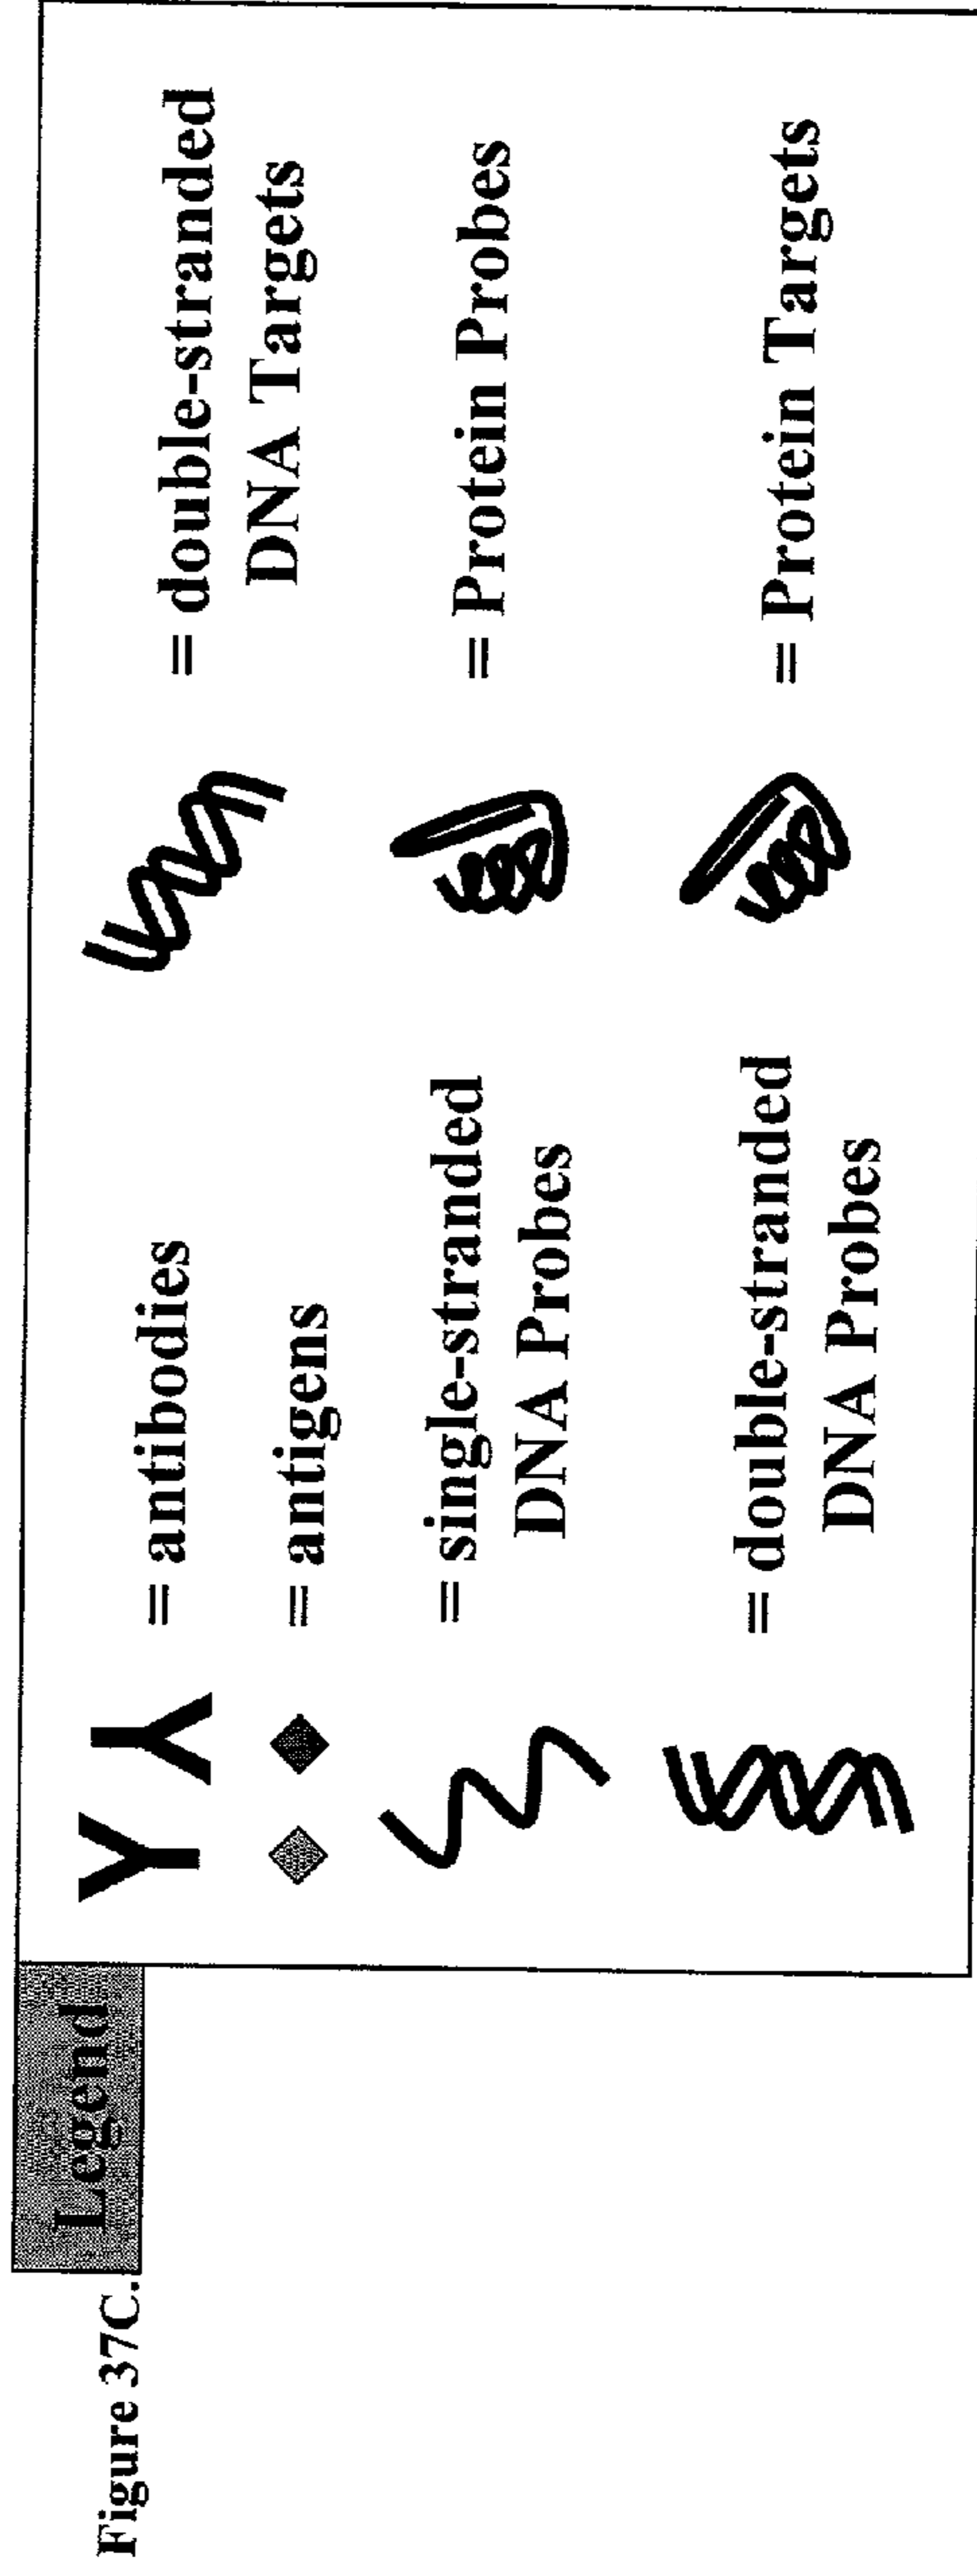 Figure 37C.
Legend
= antibodies
= antigens
= single-stranded
DNA Probes
= double-stranded
DNA Probes
= double-stranded
DNA Targets
= Protein Probes
= Protein Targets